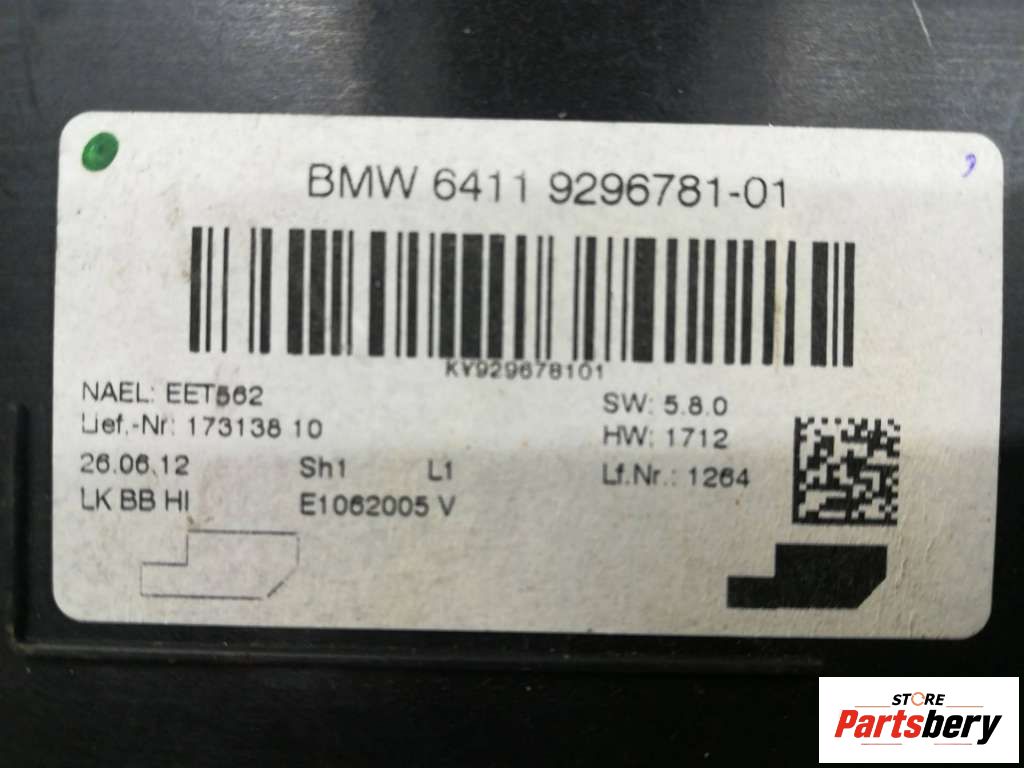 BMW 6411 9296781-01
KY929678101
NAEL: EET562
Lief.-Nr: 173138 10
26.06.12 Sh1 L1
LK BB HI E1062005 V
SW: 5.8.0
HW: 1712
Lf.Nr.: 1264
STORE
Partsbery